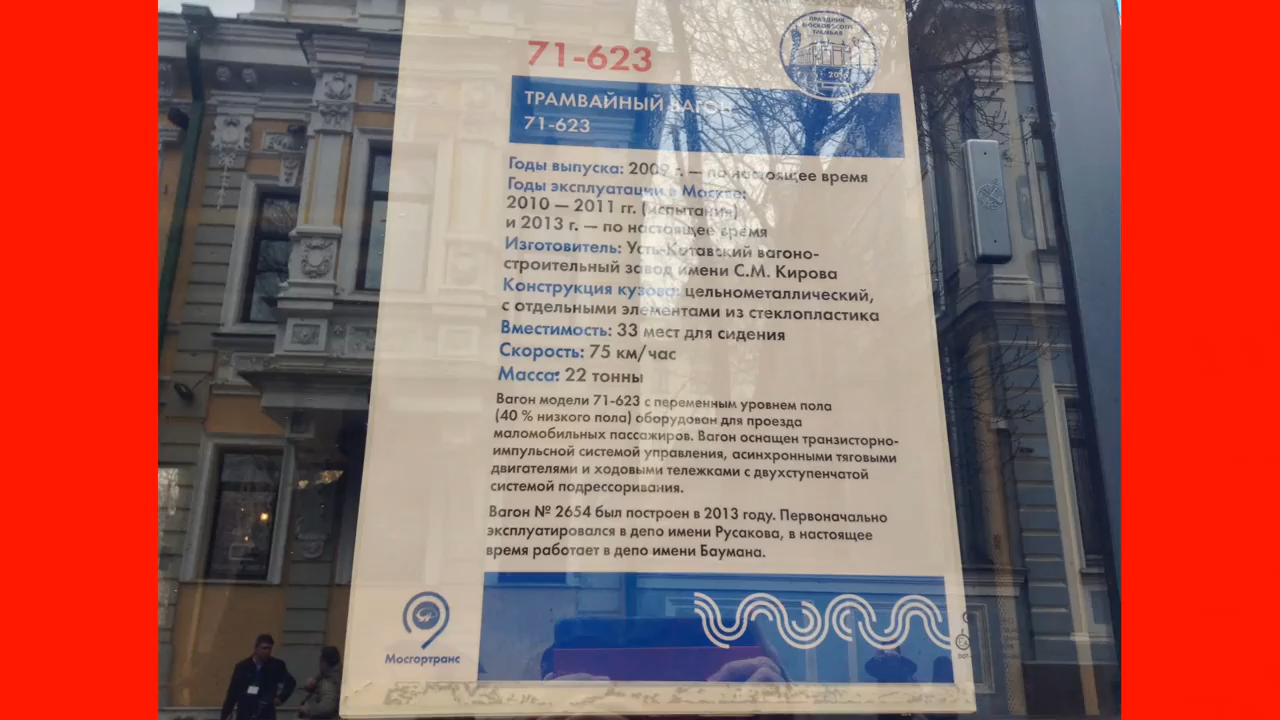 71-623
ПРАЗДНИК
МОСКОВСКОГО
ТРАМВАЯ
ТРАМВАЙНЫЙ ВАГОН
71-623
Годы выпуска: 2009 г. — по настоящее время
Годы эксплуатации в Москве:
2010 — 2011 гг. (испытания)
и 2013 г. — по настоящее время
Изготовитель: Усть-Катавский вагоно-
строительный завод имени С.М. Кирова
Конструкция кузова: цельнометаллический,
с отдельными элементами из стеклопластика
Вместимость: 33 мест для сидения
Скорость: 75 км/час
Масса: 22 тонны
Вагон модели 71-623 с переменным уровнем пола
(40 % низкого пола) оборудован для проезда
маломобильных пассажиров. Вагон оснащен транзисторно-
импульсной системой управления, асинхронными тяговыми
двигателями и ходовыми тележками с двухступенчатой
системой подрессоривания.
Вагон № 2654 был построен в 2013 году. Первоначально
эксплуатировался в депо имени Русакова, в настоящее
время работает в депо имени Баумана.
Мосгортранс